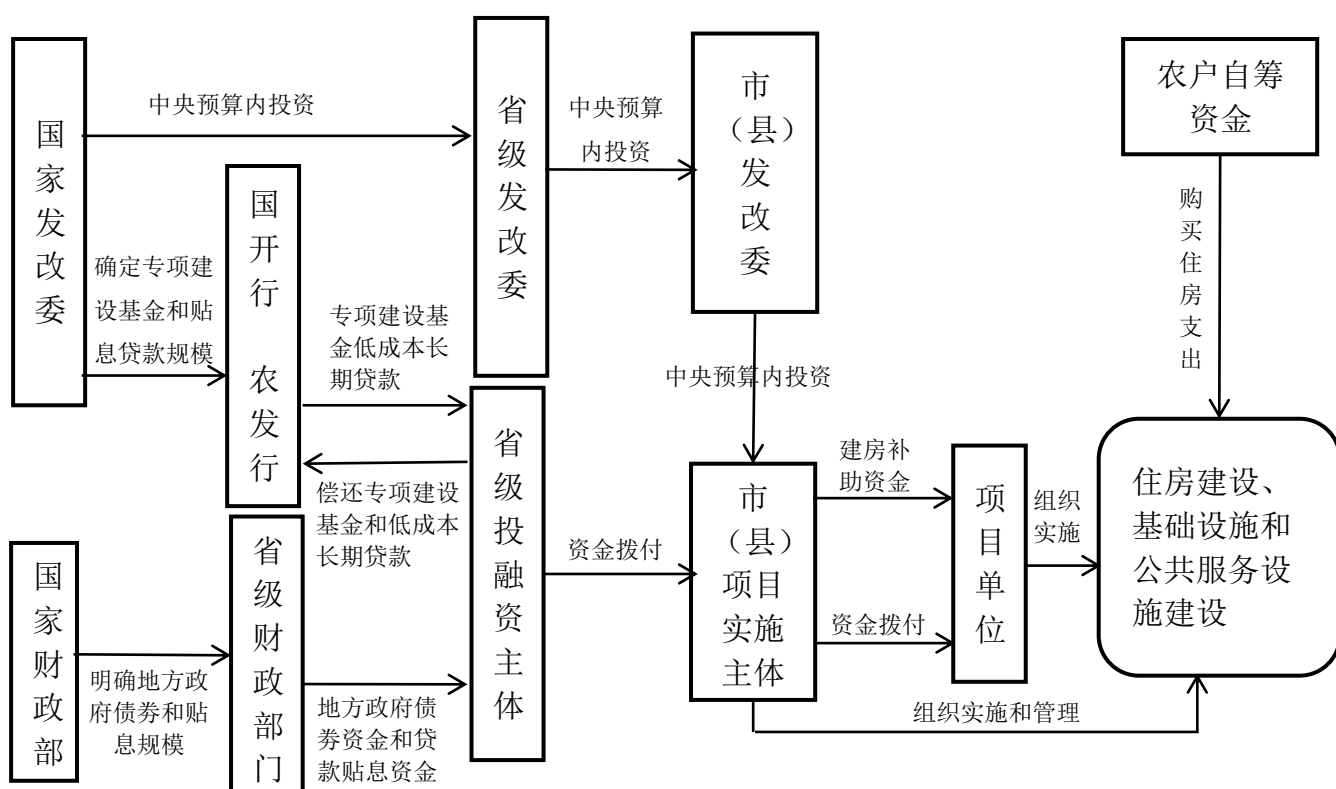 国家发改委
中央预算内投资
确定专项建
设基金和贴
息贷款规模
国开行 农发行
专项建设基
金低成本长
期贷款
偿还专项建设
基金和低成本
长期贷款
省级发改委
中央预算
内投资
市
（县）
发
改
委
中央预算内投资
农户自筹
资金
购买住房支出
国家财政部
明确地方政
府债券和贴
息规模
省级财政部门
地方政府债
券资金和贷
款贴息资金
省级投融资主体
资金拨付
市
（县）
项目
实施
主体
建房补
助资金
资金拨付
项目单位
组织
实施
组织实施和管理
住房建设、
基础设施和
公共服务设
施建设